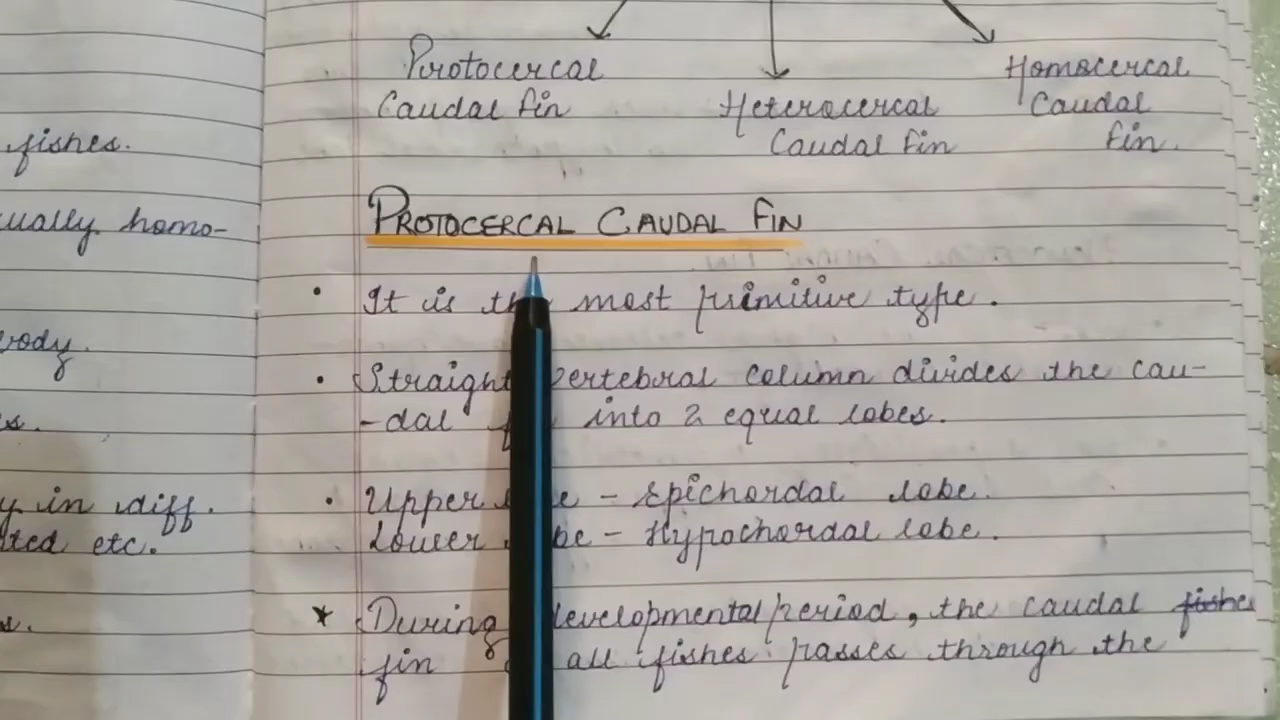 fishes.
ually homo-
body.
s.
y in diff.
ted etc.
s.
Protocercal
Caudal fin
Heterocercal
Caudal fin
Homocercal
Caudal
fin.
PROTOCERCAL CAUDAL FIN
• It is the most primitive type.
• Straight vertebral column divides the cau-
-dal into 2 equal lobes.
• Upper - Epichordal lobe.
Lower - Hypochordal lobe.
* During developmental period, the caudal fishes
fin all fishes passes through the